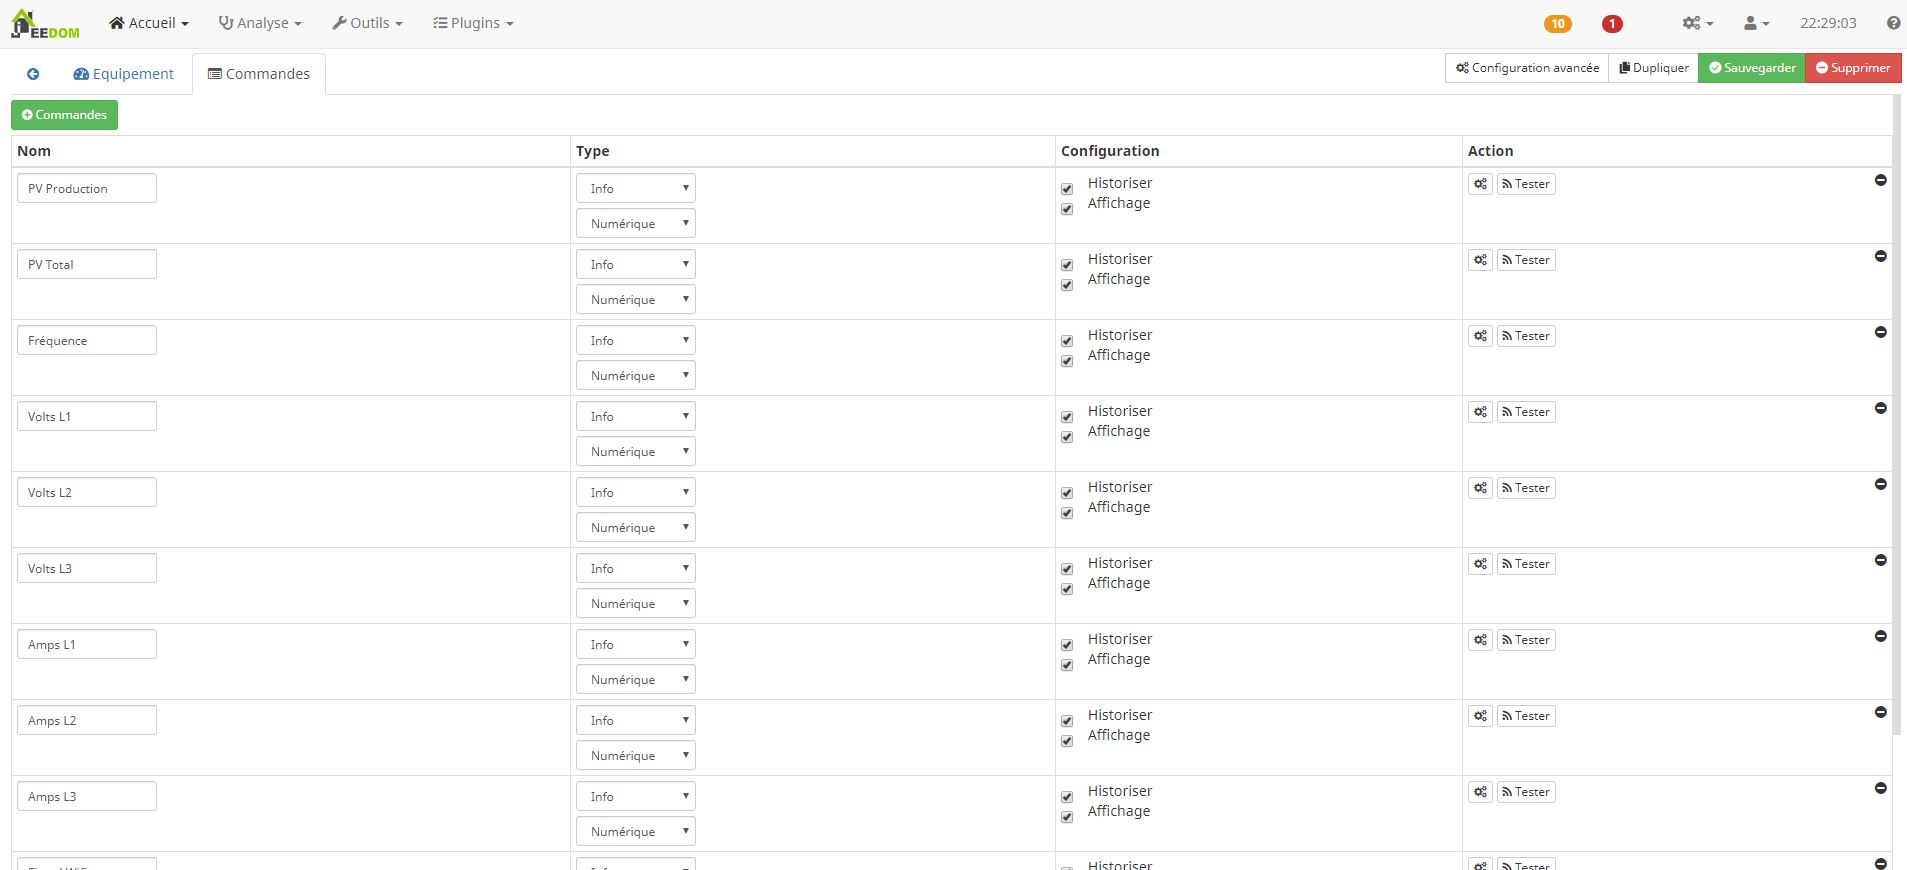 JEEDOM Accueil Analyse Outils Plugins 10 1 22:29:03
Equipement Commandes Configuration avancée Dupliquer Sauvegarder Supprimer
Commandes
Nom Type Configuration Action
PV Production Info Historiser Tester
Numérique Affichage
PV Total Info Historiser Tester
Numérique Affichage
Fréquence Info Historiser Tester
Numérique Affichage
Volts L1 Info Historiser Tester
Numérique Affichage
Volts L2 Info Historiser Tester
Numérique Affichage
Volts L3 Info Historiser Tester
Numérique Affichage
Amps L1 Info Historiser Tester
Numérique Affichage
Amps L2 Info Historiser Tester
Numérique Affichage
Amps L3 Info Historiser Tester
Numérique Affichage
Historiser Tester